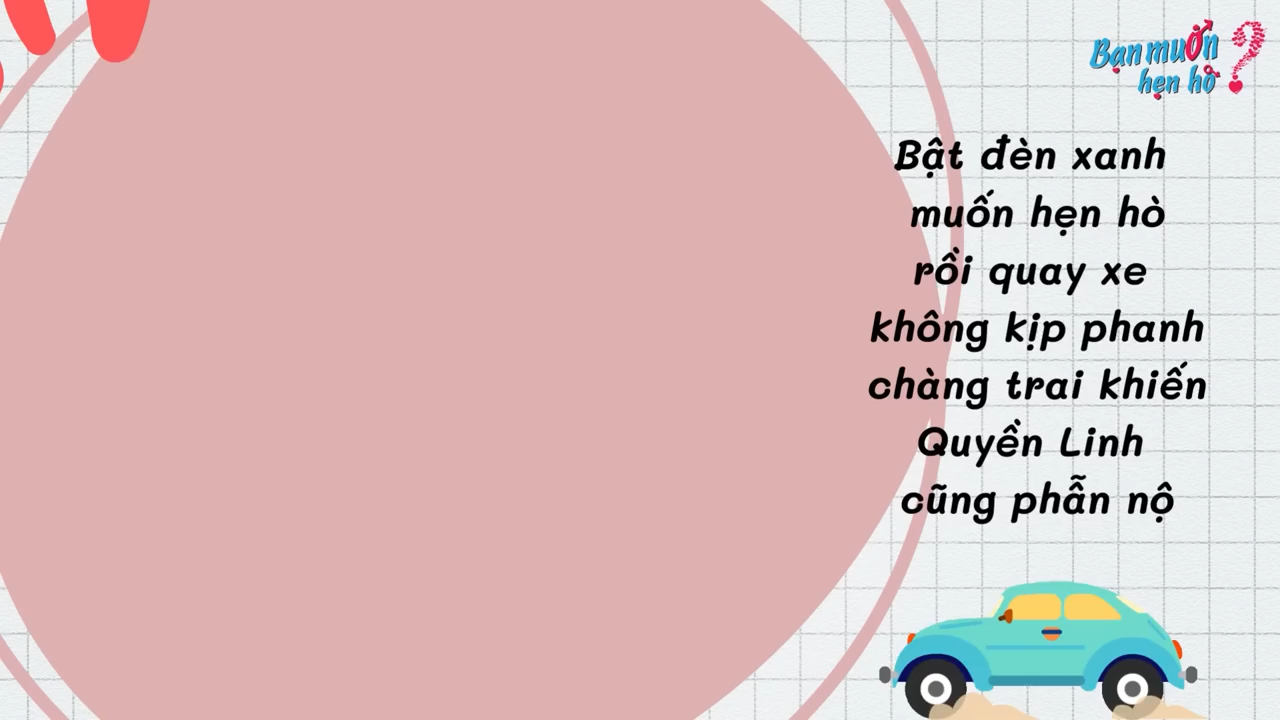 Bạn muốn
hẹn hò
?
Bật đèn xanh
muốn hẹn hò
rồi quay xe
không kịp phanh
chàng trai khiến
Quyền Linh
cũng phẫn nộ